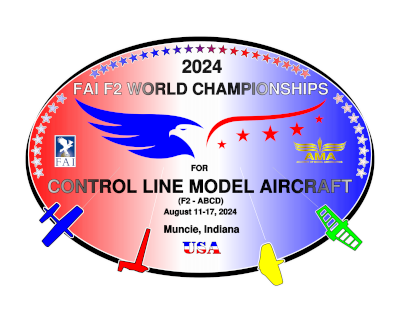 2024
FAI F2 WORLD CHAMPIONSHIPS
FAI
AMA
FOR
CONTROL LINE MODEL AIRCRAFT
(F2 - ABCD)
August 11-17, 2024
Muncie, Indiana
USA